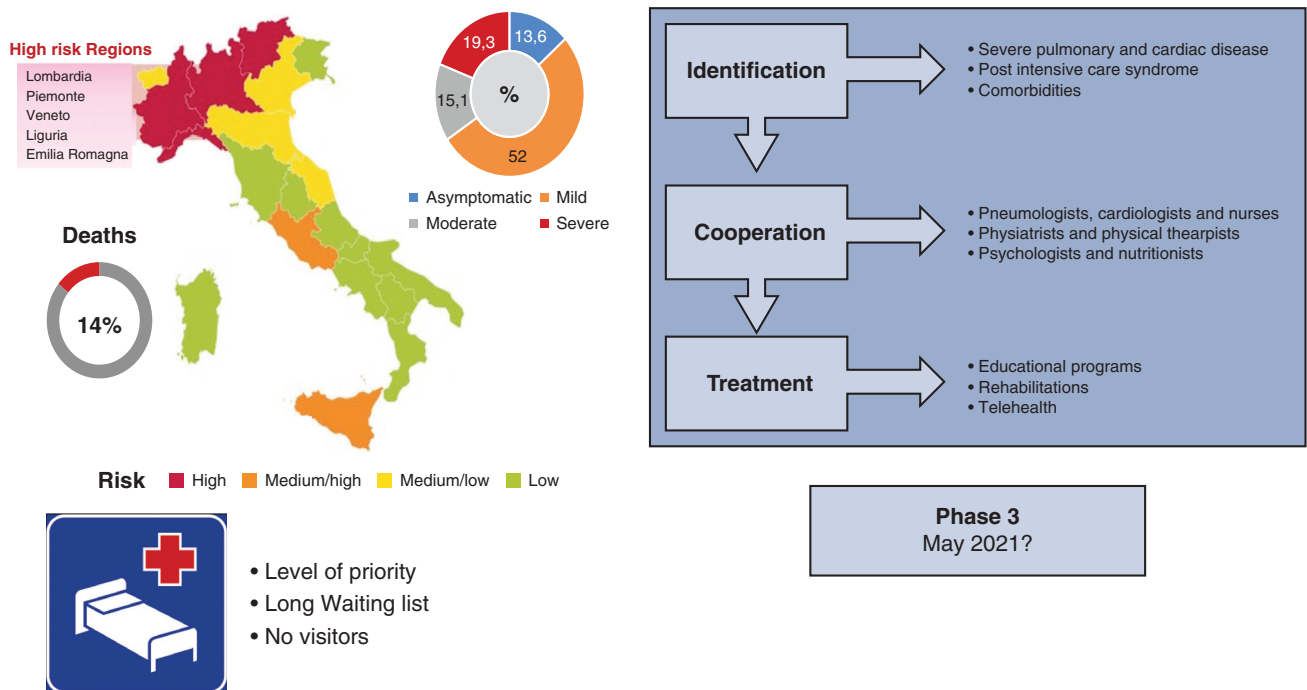 High risk Regions
Lombardia
Piemonte
Veneto
Liguria
Emilia Romagna
19,3
13,6
15,1
%
52
Asymptomatic
Mild
Moderate
Severe
Deaths
14%
Risk
High
Medium/high
Medium/low
Low
• Level of priority
• Long Waiting list
• No visitors
Identification
• Severe pulmonary and cardiac disease
• Post intensive care syndrome
• Comorbidities
Cooperation
• Pneumologists, cardiologists and nurses
• Physiatrists and physical thearpists
• Psychologists and nutritionists
Treatment
• Educational programs
• Rehabilitations
• Telehealth
Phase 3
May 2021?